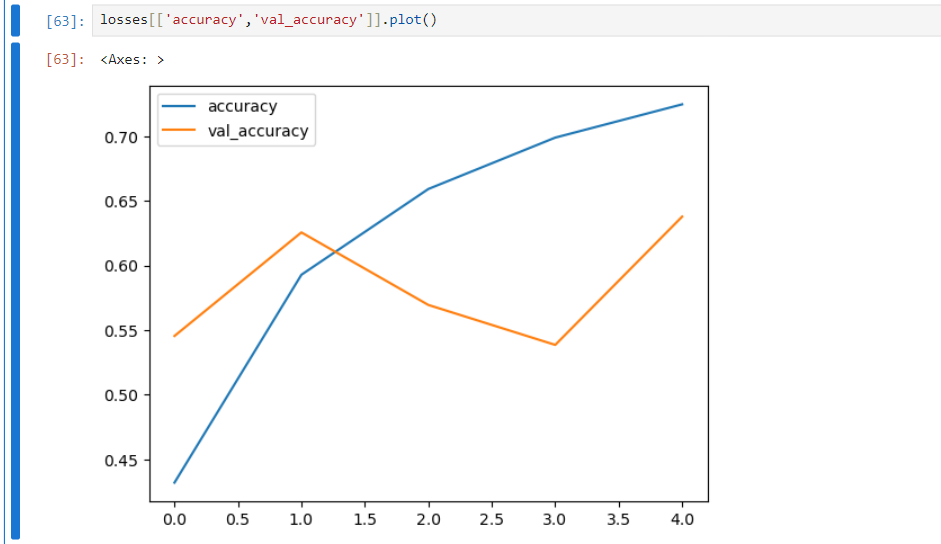 [63]: losses[['accuracy','val_accuracy']].plot()
[63]: <Axes: >
accuracy
val_accuracy
0.70
0.65
0.60
0.55
0.50
0.45
0.0 0.5 1.0 1.5 2.0 2.5 3.0 3.5 4.0